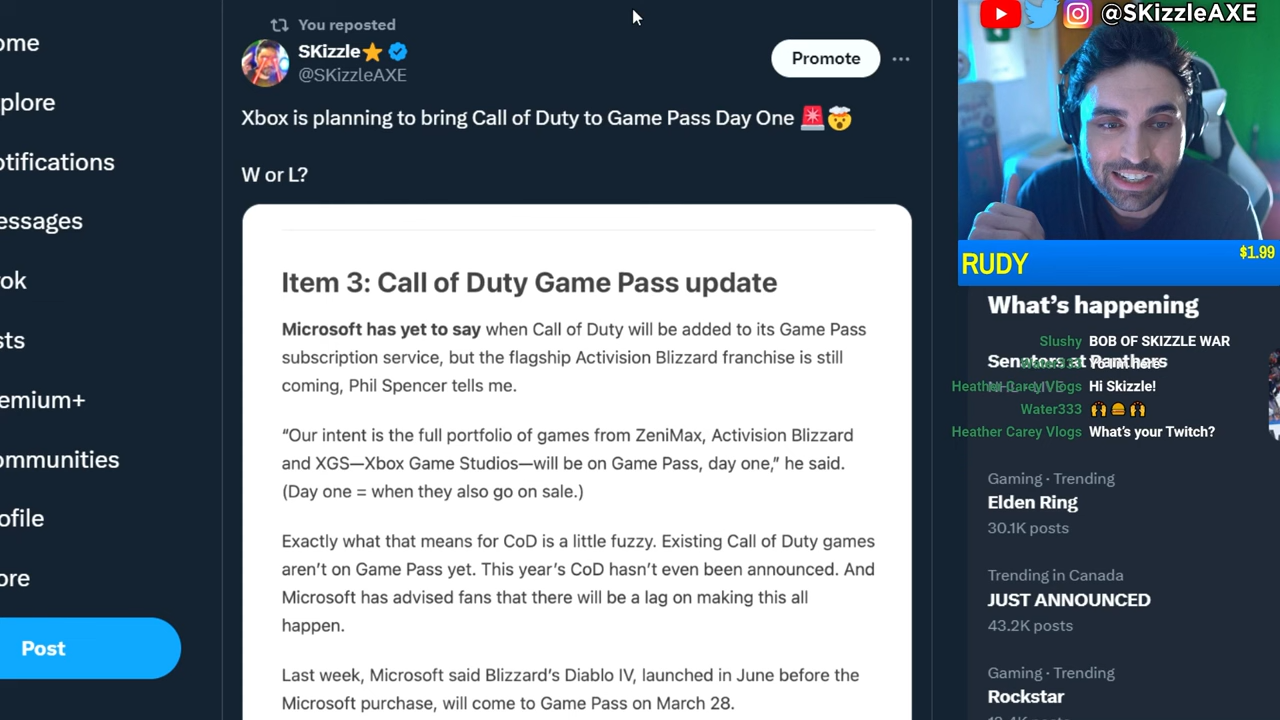 ome
plore
otifications
essages
ok
sts
emium+
ommunities
ofile
ore
Post
You reposted
SKizzle
@SKizzleAXE
Promote
Xbox is planning to bring Call of Duty to Game Pass Day One 🚨🤯
W or L?
Item 3: Call of Duty Game Pass update
Microsoft has yet to say when Call of Duty will be added to its Game Pass
subscription service, but the flagship Activision Blizzard franchise is still
coming, Phil Spencer tells me.
“Our intent is the full portfolio of games from ZeniMax, Activision Blizzard
and XGS—Xbox Game Studios—will be on Game Pass, day one,” he said.
(Day one = when they also go on sale.)
Exactly what that means for CoD is a little fuzzy. Existing Call of Duty games
aren’t on Game Pass yet. This year’s CoD hasn’t even been announced. And
Microsoft has advised fans that there will be a lag on making this all
happen.
Last week, Microsoft said Blizzard’s Diablo IV, launched in June before the
Microsoft purchase, will come to Game Pass on March 28.
@SKizzleAXE
RUDY
$1.99
What’s happening
Slushy BOB OF SKIZZLE WAR
Senators at Panthers
Water333
Heather Carey Vlogs Hi Skizzle!
Water333 🙌 🍔 🙌
Heather Carey Vlogs What’s your Twitch?
Gaming · Trending
Elden Ring
30.1K posts
Trending in Canada
JUST ANNOUNCED
43.2K posts
Gaming · Trending
Rockstar